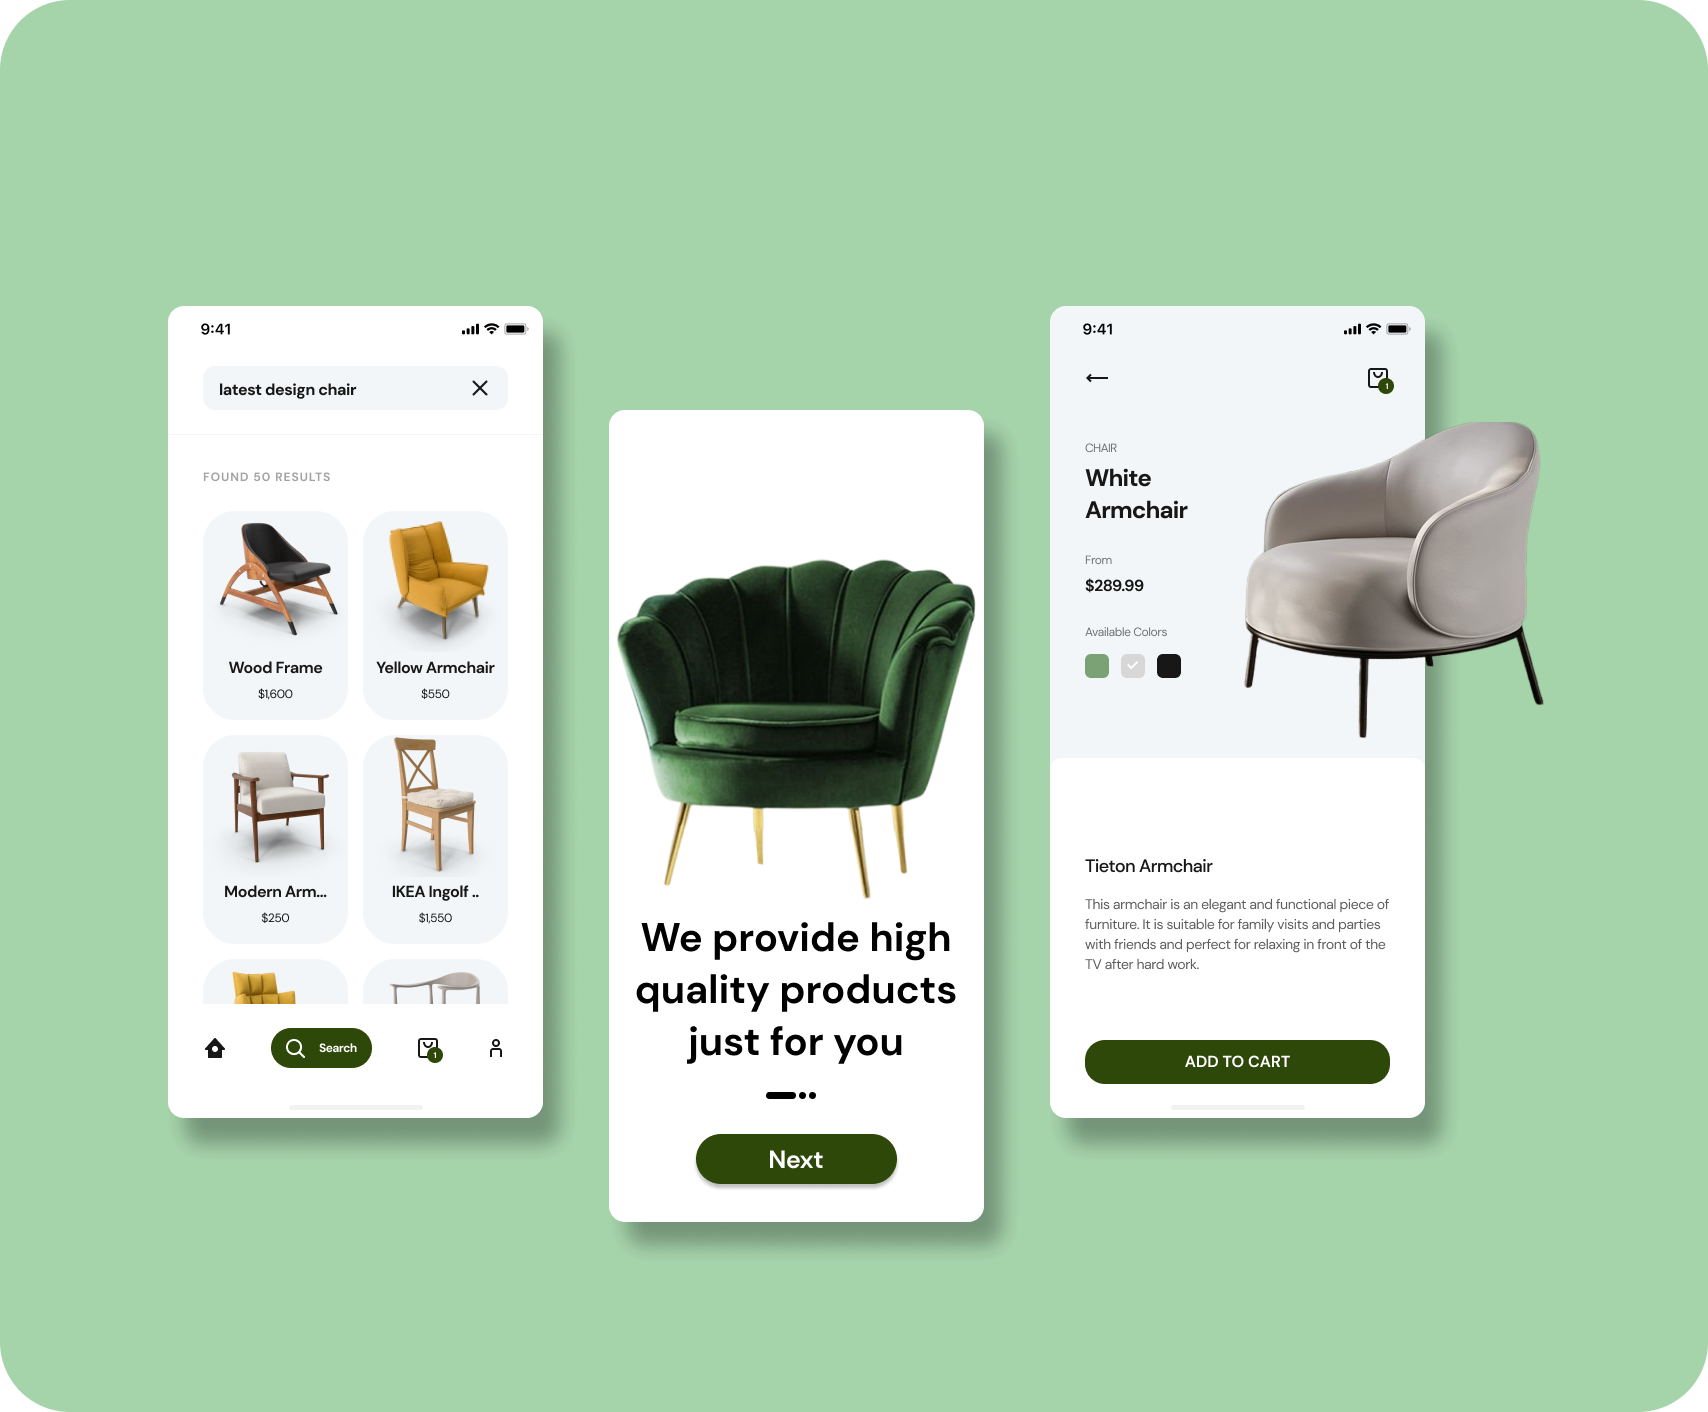 9:41
latest design chair
FOUND 50 RESULTS
Wood Frame
$1,600
Yellow Armchair
$550
Modern Arm...
$250
IKEA Ingolf ..
$1,550
Search
1
We provide high
quality products
just for you
Next
9:41
1
CHAIR
White
Armchair
From
$289.99
Available Colors
Tieton Armchair
This armchair is an elegant and functional piece of
furniture. It is suitable for family visits and parties
with friends and perfect for relaxing in front of the
TV after hard work.
ADD TO CART